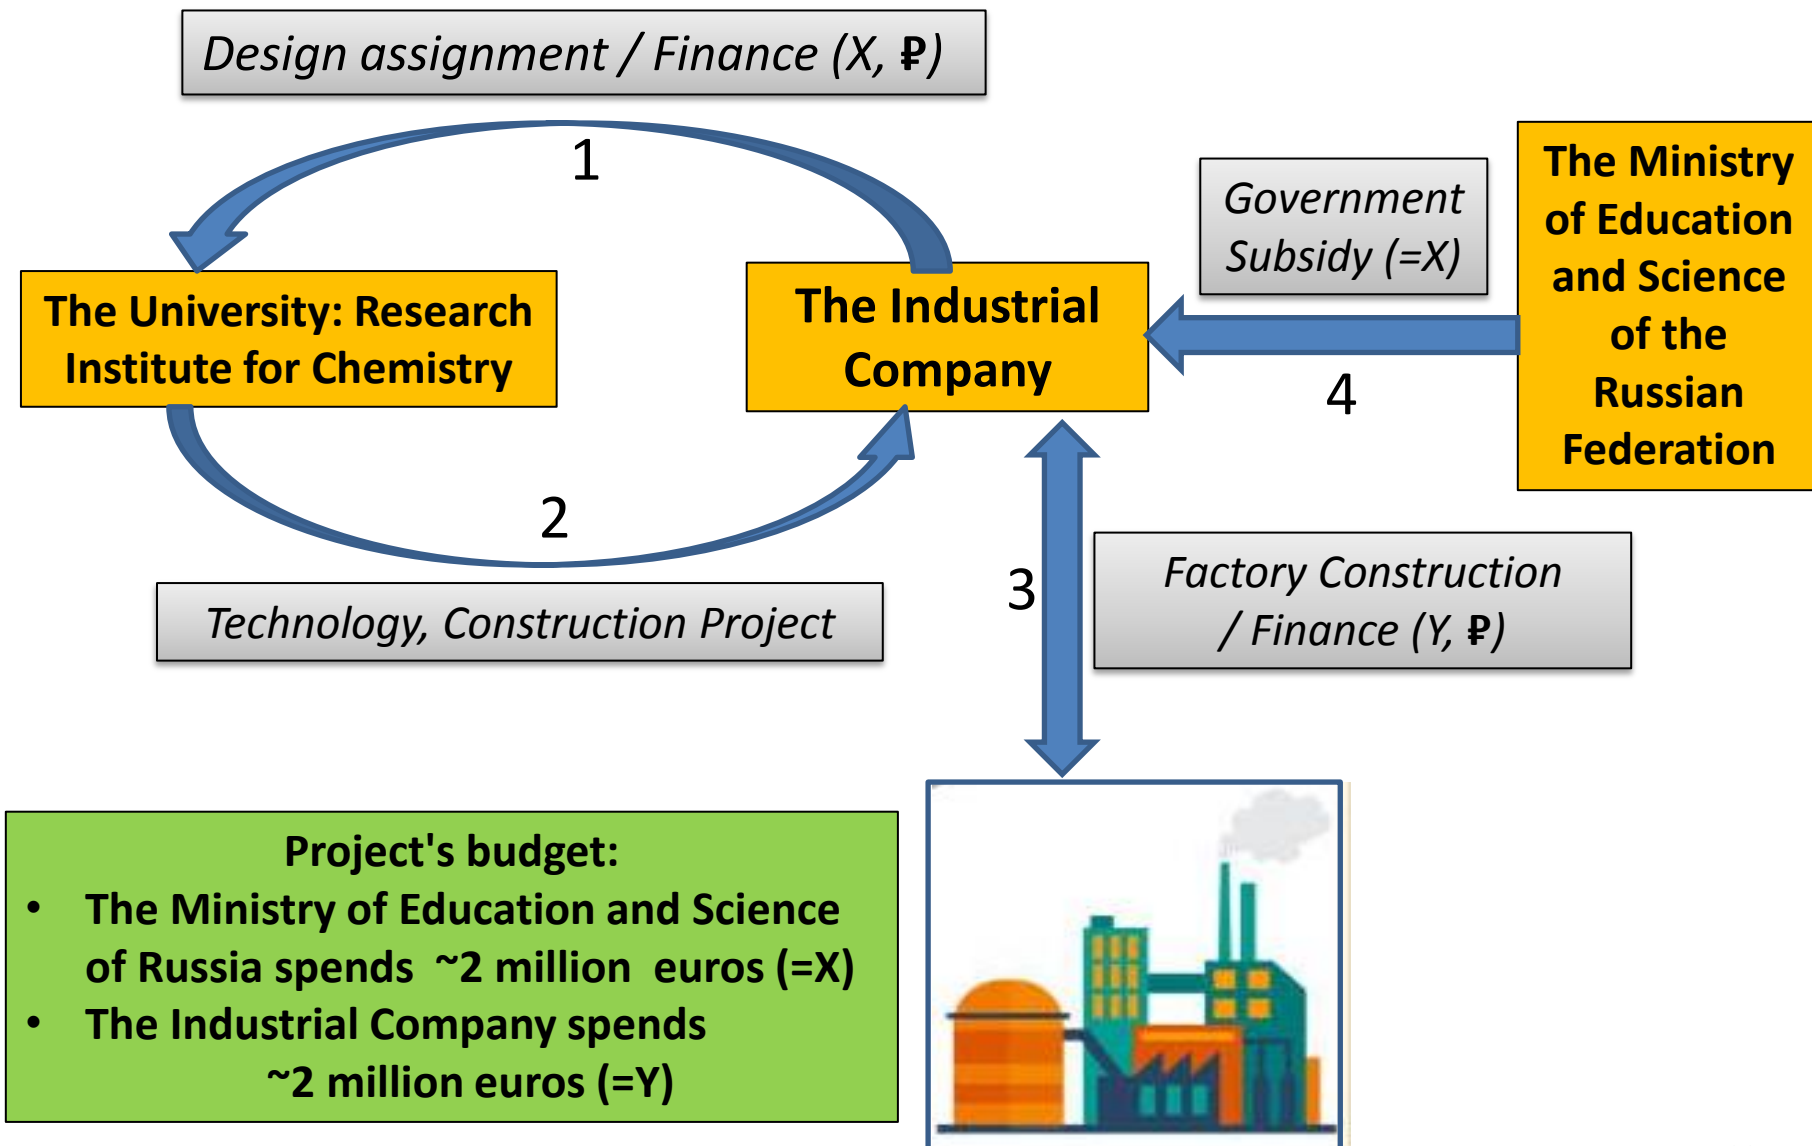 Design assignment / Finance (X, ₽)
1
Government
Subsidy (=X)
The Ministry
of Education
and Science
of the
Russian
Federation
The University: Research
Institute for Chemistry
The Industrial
Company
4
2
Technology, Construction Project
3
Factory Construction
/ Finance (Y, ₽)
Project's budget:
• The Ministry of Education and Science
of Russia spends ~2 million euros (=X)
• The Industrial Company spends
~2 million euros (=Y)